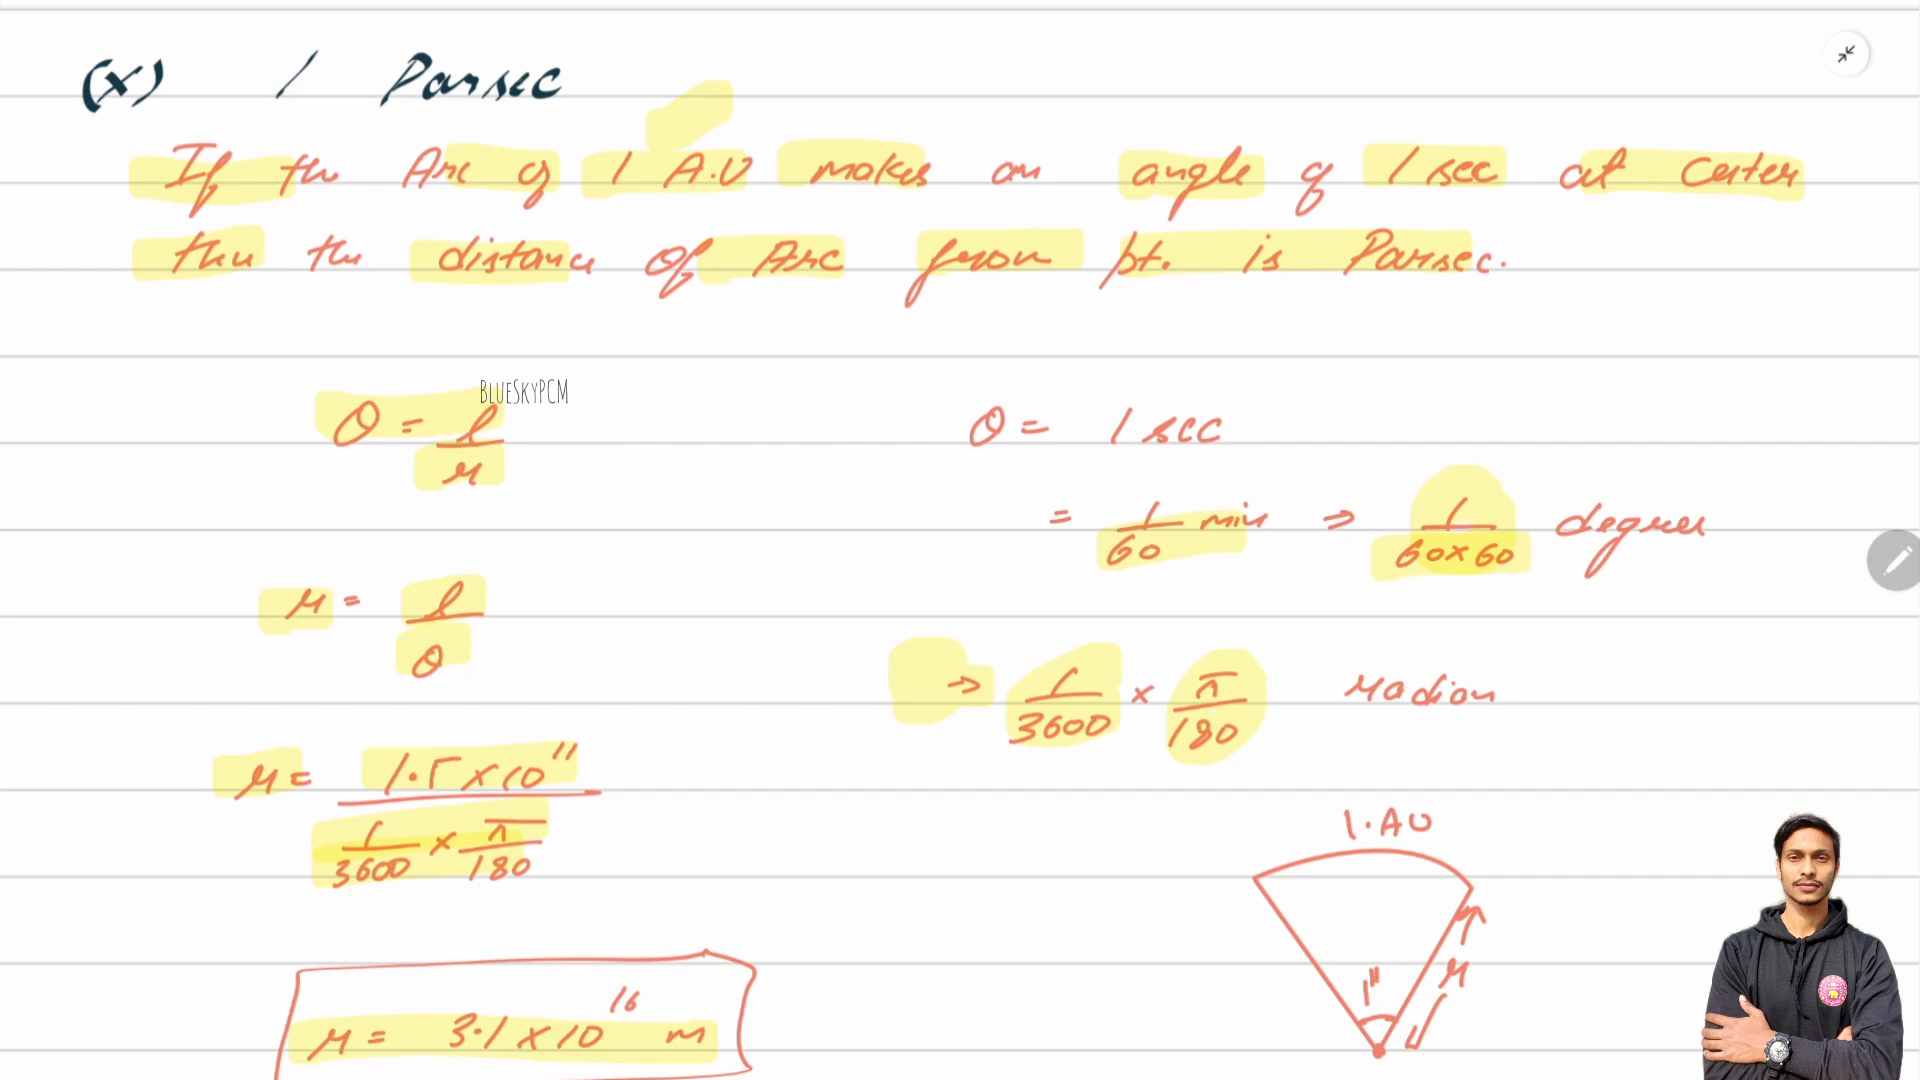 (x) 1 Parsec
If the Arc of 1 A.U makes an angle of 1 sec at center
then the distance of Arc from pt. is Parsec.
BLUESKYPCM
θ = l/r
θ = 1 sec
= 1/60 min ⇒ 1/60×60 degree
r = l/θ
⇒ 1/3600 × π/180 radian
r = 1.5 × 10¹¹ / 1/3600 × π/180
1.AU
1" r
r = 3.1 × 10¹⁶ m